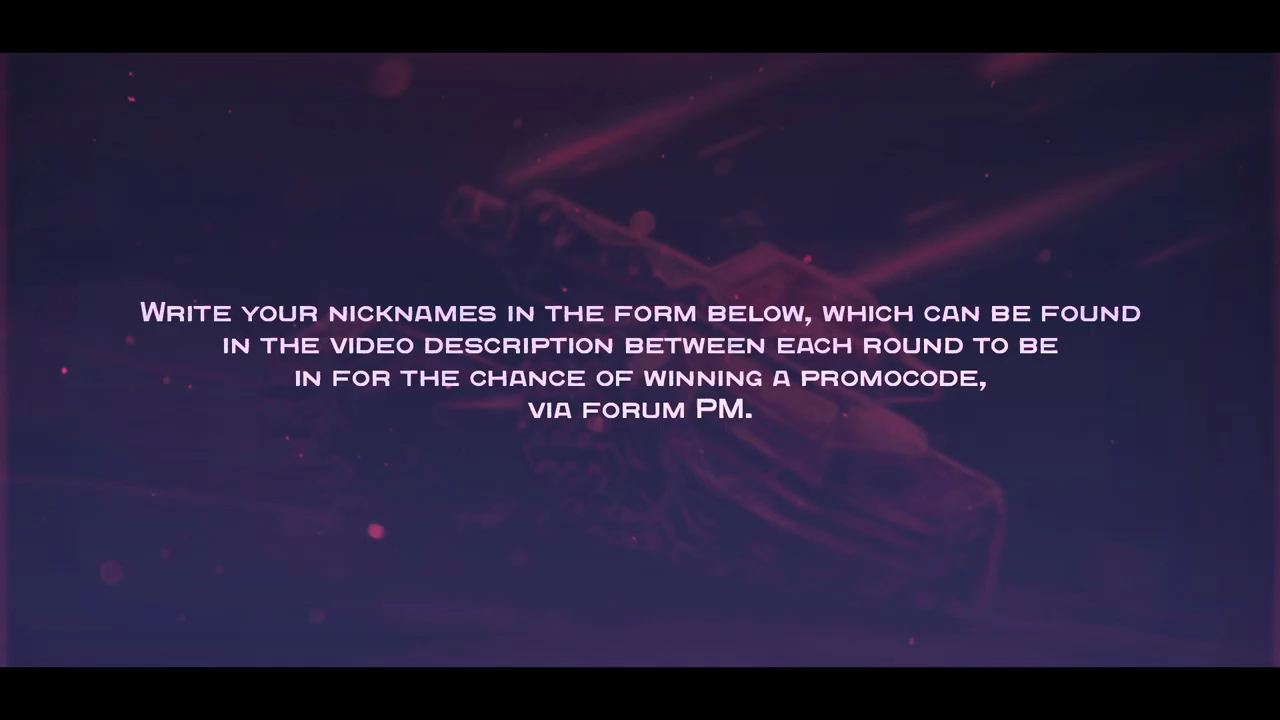 Write your nicknames in the form below, which can be found
in the video description between each round to be
in for the chance of winning a promocode,
via forum PM.